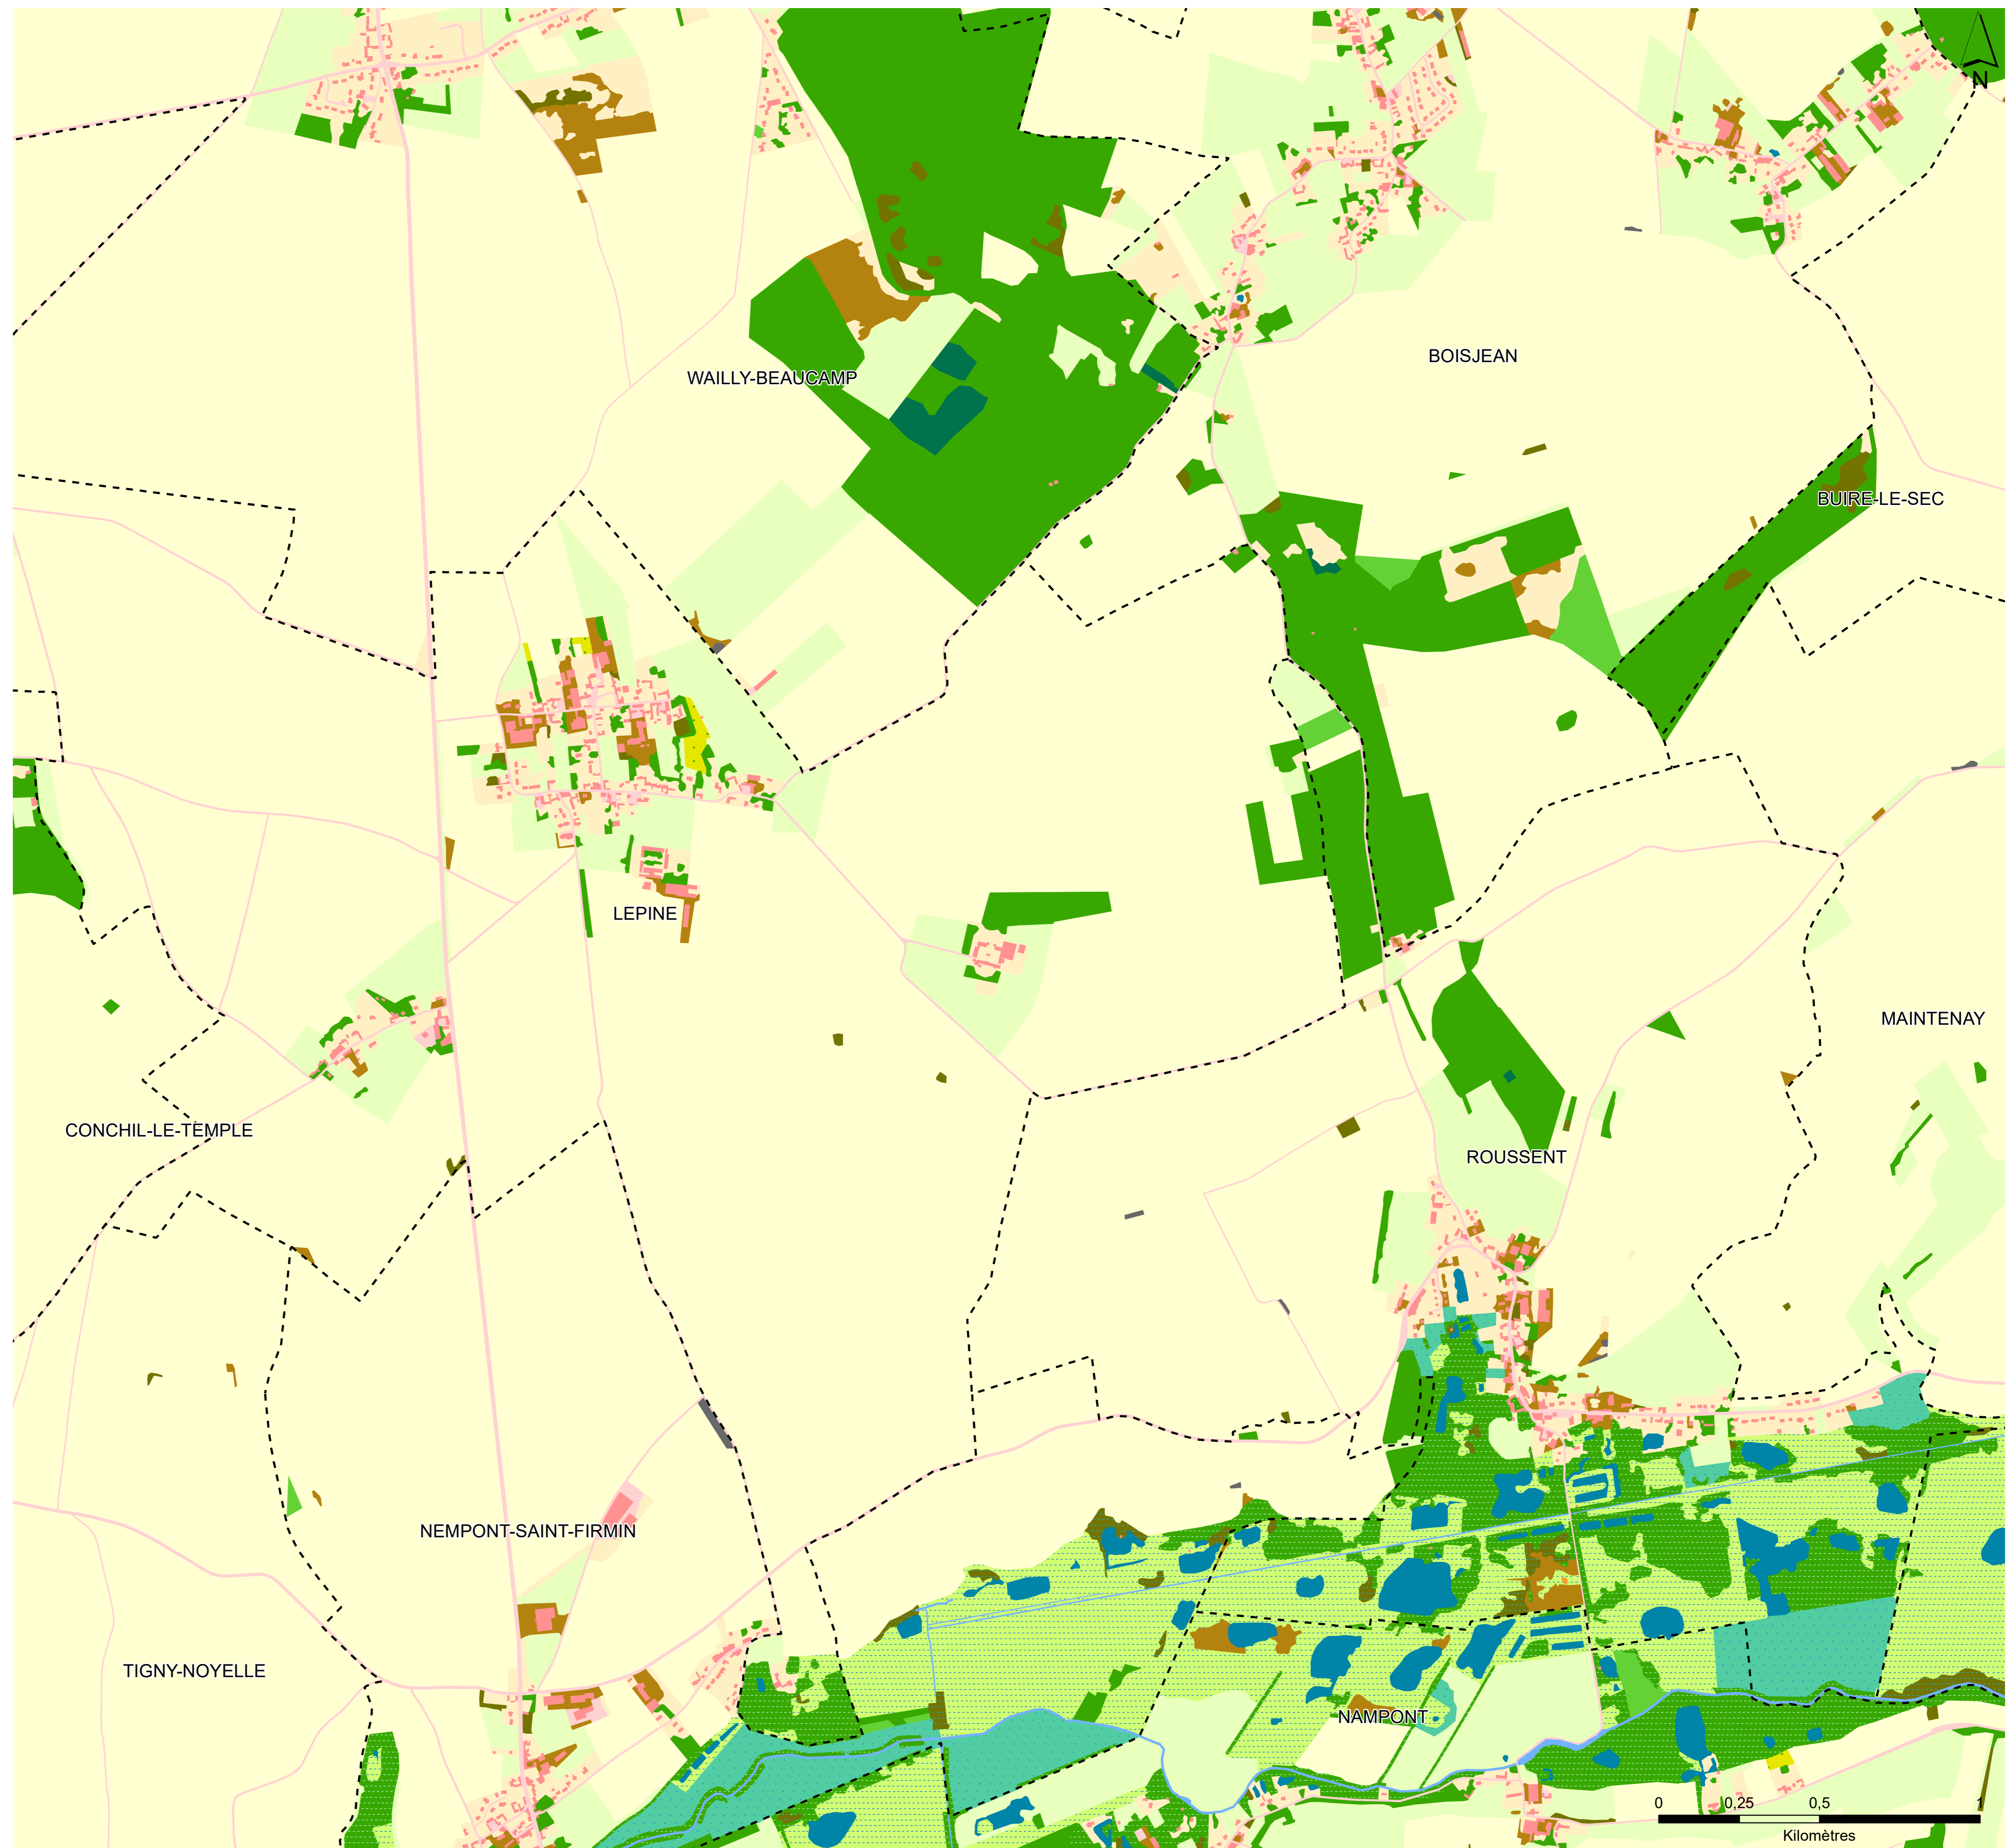 N
BOISJEAN
WAILLY-BEAUCAMP
BUIRE-LE-SEC
LEPINE
MAINTENAY
CONCHIL-LE-TEMPLE
ROUSSENT
NEMPONT-SAINT-FIRMIN
TIGNY-NOYELLE
NAMPONT
0 0,25 0,5 1
Kilomètres